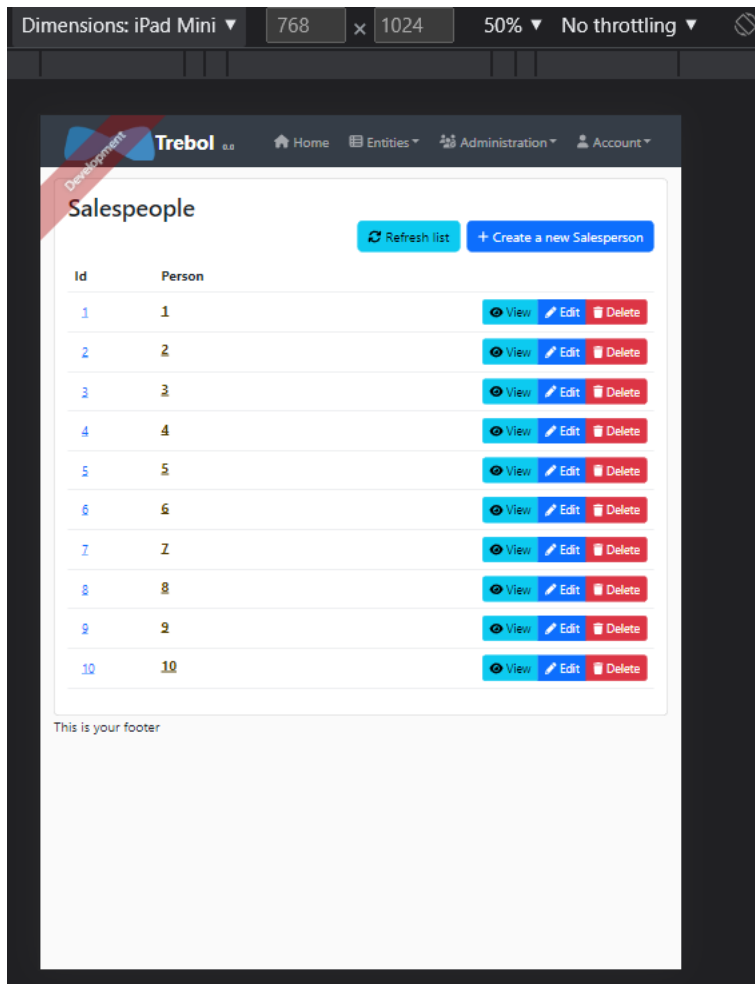 Dimensions: iPad Mini ▼ 768 × 1024 50% ▼ No throttling ▼
Development
Trebol 0.0 Home Entities Administration Account
Salespeople
Refresh list + Create a new Salesperson
Id Person
1 1 View Edit Delete
2 2 View Edit Delete
3 3 View Edit Delete
4 4 View Edit Delete
5 5 View Edit Delete
6 6 View Edit Delete
7 7 View Edit Delete
8 8 View Edit Delete
9 9 View Edit Delete
10 10 View Edit Delete
This is your footer